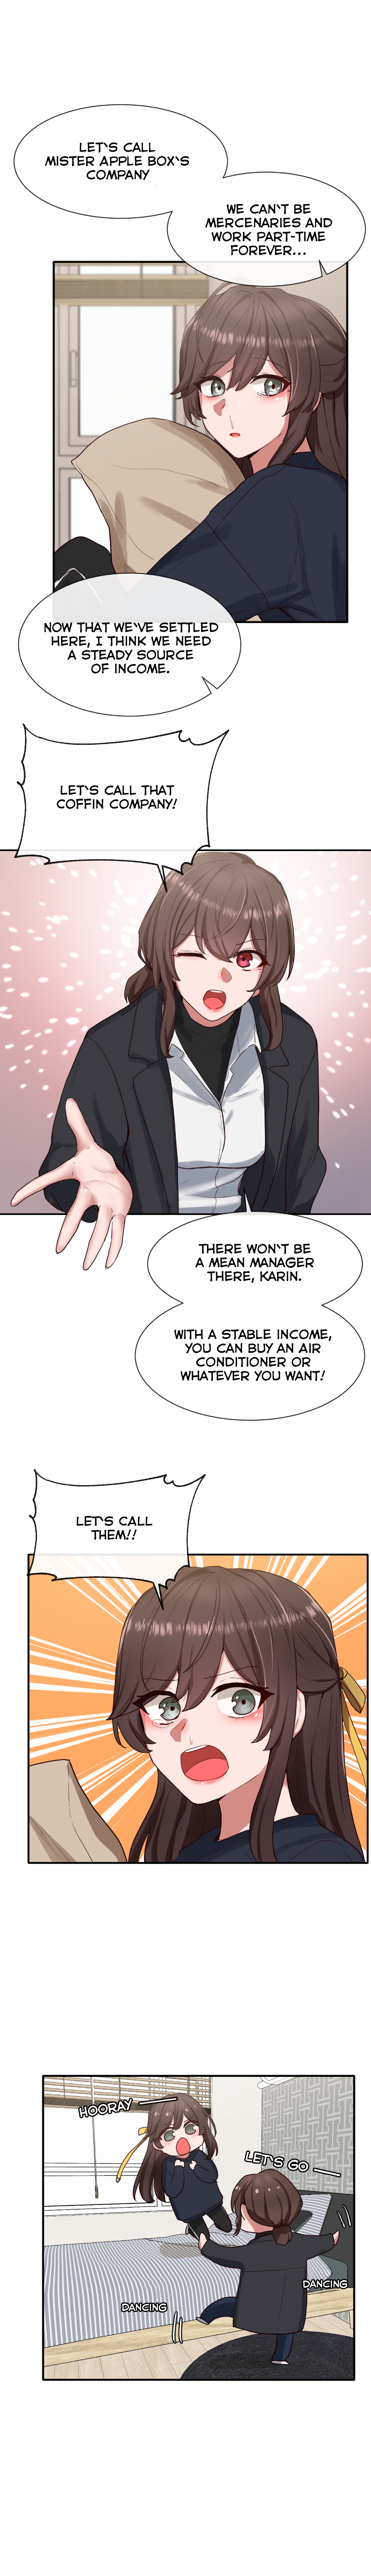 LET'S CALL
MISTER APPLE BOX'S
COMPANY
WE CAN'T BE
MERCENARIES AND
WORK PART-TIME
FOREVER...
NOW THAT WE'VE SETTLED
HERE, I THINK WE NEED
A STEADY SOURCE
OF INCOME.
LET'S CALL THAT
COFFIN COMPANY!
THERE WON'T BE
A MEAN MANAGER
THERE, KARIN.
WITH A STABLE INCOME,
YOU CAN BUY AN AIR
CONDITIONER OR
WHATEVER YOU WANT!
LET'S CALL
THEM!!
HOORAY
LET'S GO
DANCING
DANCING